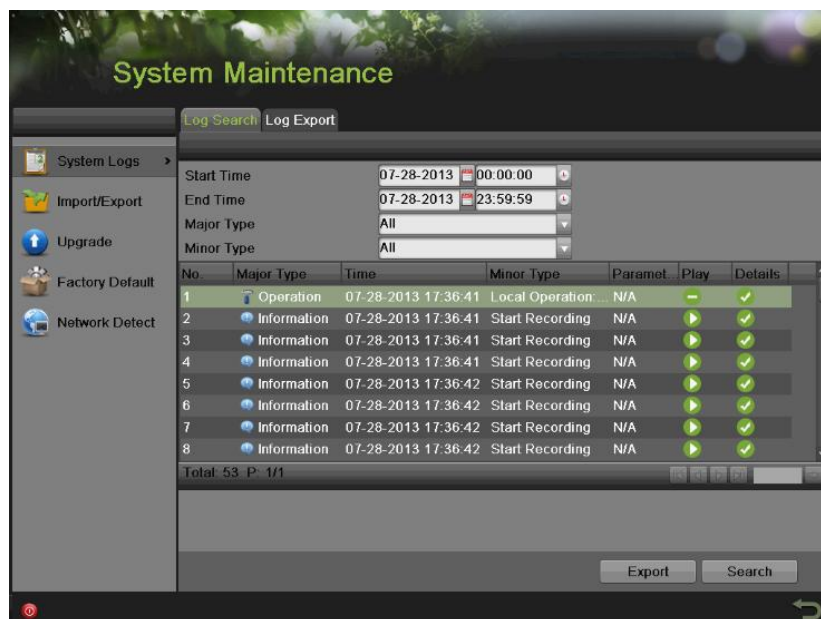 System Maintenance
Log Search Log Export
System Logs >
Import/Export
Upgrade
Factory Default
Network Detect
Start Time 07-28-2013 00:00:00
End Time 07-28-2013 23:59:59
Major Type All
Minor Type All
No. Major Type Time Minor Type Paramet.. Play Details
1 Operation 07-28-2013 17:36:41 Local Operation:... N/A
2 Information 07-28-2013 17:36:41 Start Recording N/A
3 Information 07-28-2013 17:36:41 Start Recording N/A
4 Information 07-28-2013 17:36:41 Start Recording N/A
5 Information 07-28-2013 17:36:42 Start Recording N/A
6 Information 07-28-2013 17:36:42 Start Recording N/A
7 Information 07-28-2013 17:36:42 Start Recording N/A
8 Information 07-28-2013 17:36:42 Start Recording N/A
Total: 53 P: 1/1
Export Search